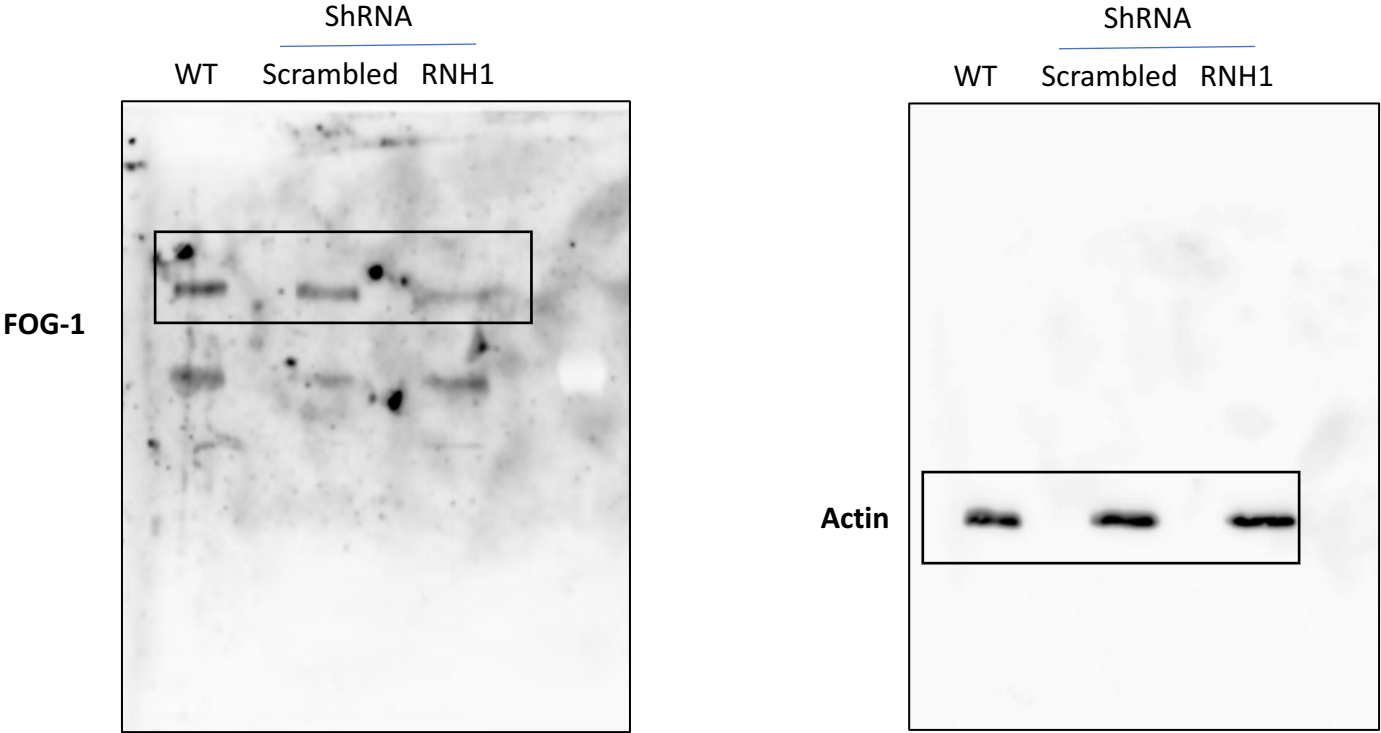 ShRNA
WT Scrambled RNH1
FOG-1
ShRNA
WT Scrambled RNH1
Actin